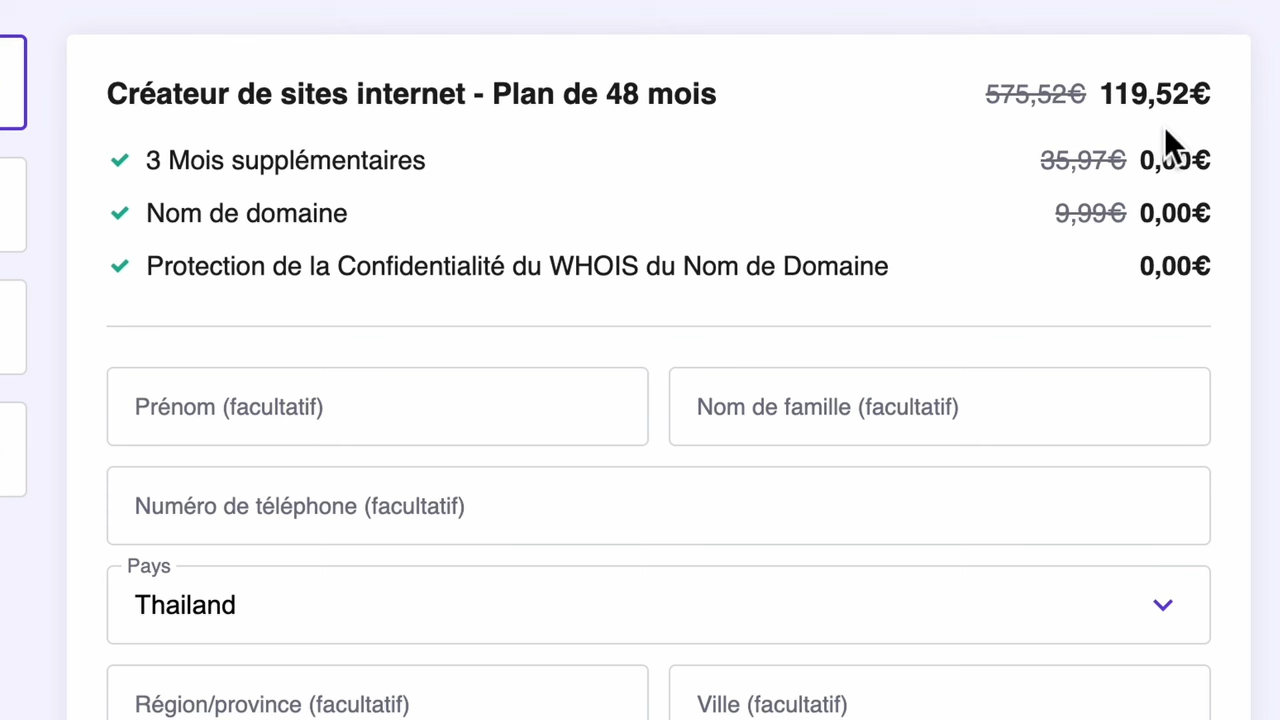 Créateur de sites internet - Plan de 48 mois 575,52€ 119,52€
3 Mois supplémentaires 35,97€ 0,00€
Nom de domaine 9,99€ 0,00€
Protection de la Confidentialité du WHOIS du Nom de Domaine 0,00€
Prénom (facultatif) Nom de famille (facultatif)
Numéro de téléphone (facultatif)
Pays
Thailand
Région/province (facultatif) Ville (facultatif)